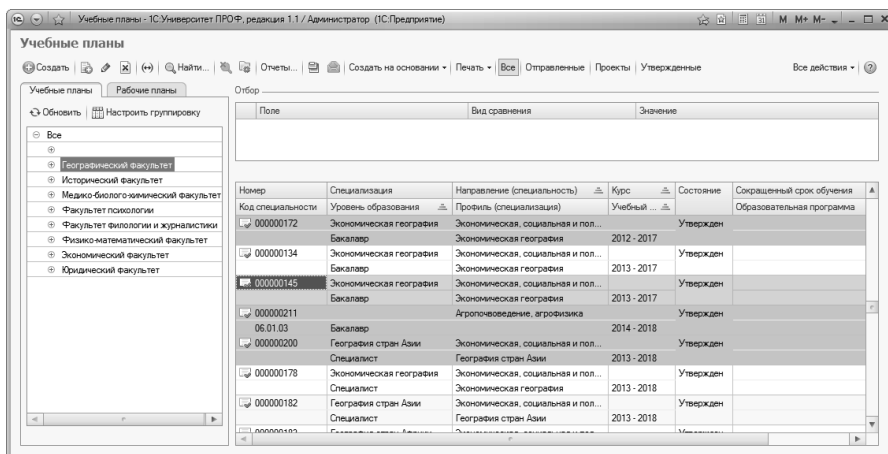 Учебные планы - 1С:Университет ПРОФ, редакция 1.1 / Администратор (1С:Предприятие) M M+ M-
Учебные планы
Создать Найти... Отчеты... Создать на основании Печать Все Отправленные Проекты Утвержденные Все действия
Учебные планы Рабочие планы
Обновить Настроить группировку
Все
Географический факультет
Исторический факультет
Медико-биолого-химический факультет
Факультет психологии
Факультет филологии и журналистики
Физико-математический факультет
Экономический факультет
Юридический факультет
Отбор
Поле Вид сравнения Значение
Номер Специализация Направление (специальность) Курс Состояние Сокращенный срок обучения
Код специальности Уровень образования Профиль (специализация) Учебный ... Образовательная программа
000000172 Экономическая география Экономическая, социальная и пол... Утвержден
Бакалавр Экономическая география 2012 - 2017
000000134 Экономическая география Экономическая, социальная и пол... Утвержден
Бакалавр Экономическая география 2013 - 2017
000000145 Экономическая география Экономическая, социальная и пол... Утвержден
Бакалавр Экономическая география 2013 - 2017
000000211 Агропочвоведение, агрофизика Утвержден
06.01.03 Бакалавр 2014 - 2018
000000200 География стран Азии Экономическая, социальная и пол... Утвержден
Специалист География стран Азии 2013 - 2018
000000178 Экономическая география Экономическая, социальная и пол... Утвержден
Специалист Экономическая география 2013 - 2018
000000182 География стран Азии Экономическая, социальная и пол... Утвержден
Специалист География стран Азии 2013 - 2018